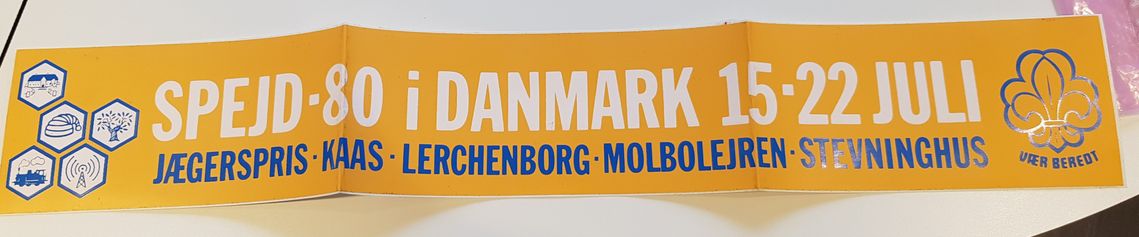 SPEJD·80 i DANMARK 15·22 JULI
JÆGERSPRIS · KAAS · LERCHENBORG · MOLBOLEJREN · STEVNINGHUS
VÆR BEREDT